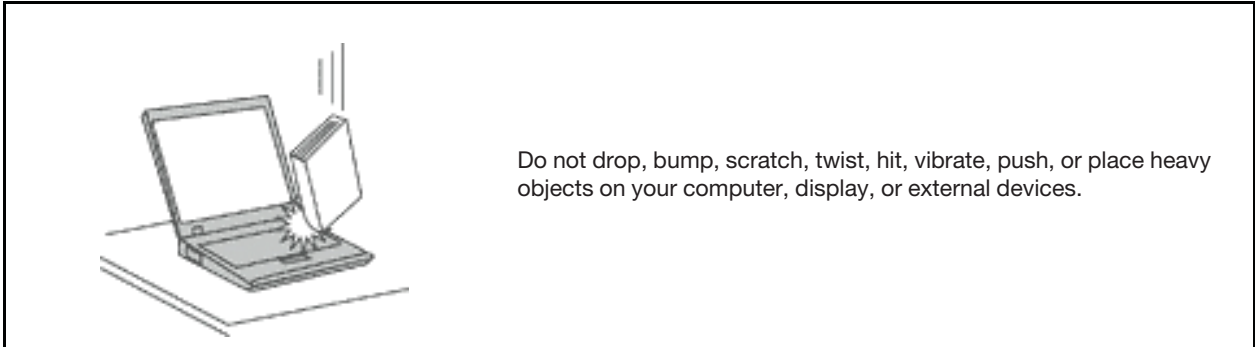 Do not drop, bump, scratch, twist, hit, vibrate, push, or place heavy
objects on your computer, display, or external devices.